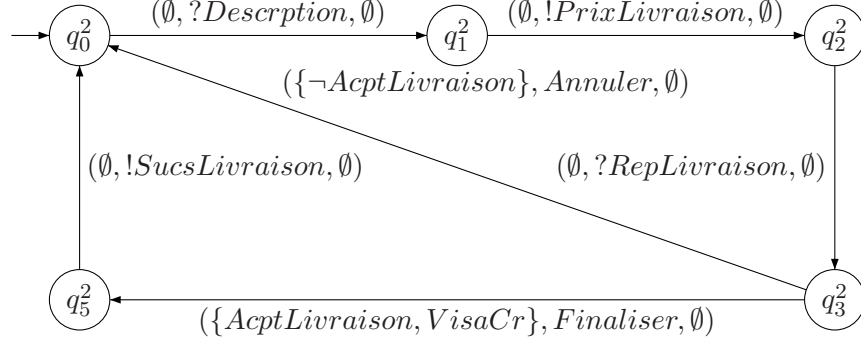 (∅, ?Descrption, ∅) (∅, !PrixLivraison, ∅)
q₀² q₁² q₂²
({¬AcptLivraison}, Annuler, ∅)
(∅, !SucsLivraison, ∅) (∅, ?RepLivraison, ∅)
q₅² q₃²
({AcptLivraison, VisaCr}, Finaliser, ∅)